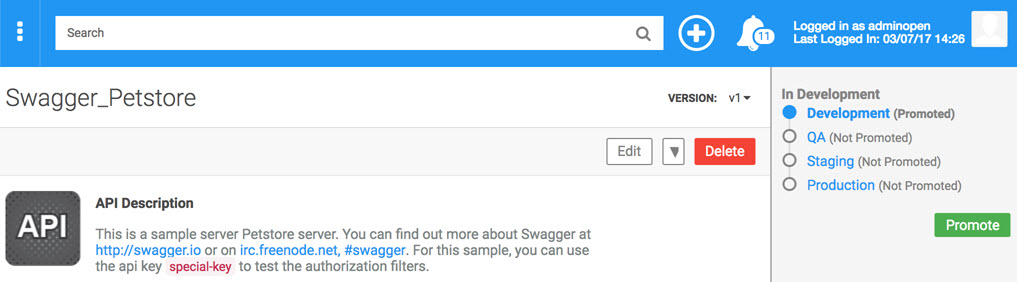 Search
11
Logged in as adminopen
Last Logged In: 03/07/17 14:26
Swagger_Petstore
VERSION: v1
In Development
Development (Promoted)
QA (Not Promoted)
Staging (Not Promoted)
Production (Not Promoted)
Promote
Edit
Delete
API
API Description
This is a sample server Petstore server. You can find out more about Swagger at
http://swagger.io or on irc.freenode.net, #swagger. For this sample, you can use
the api key special-key to test the authorization filters.